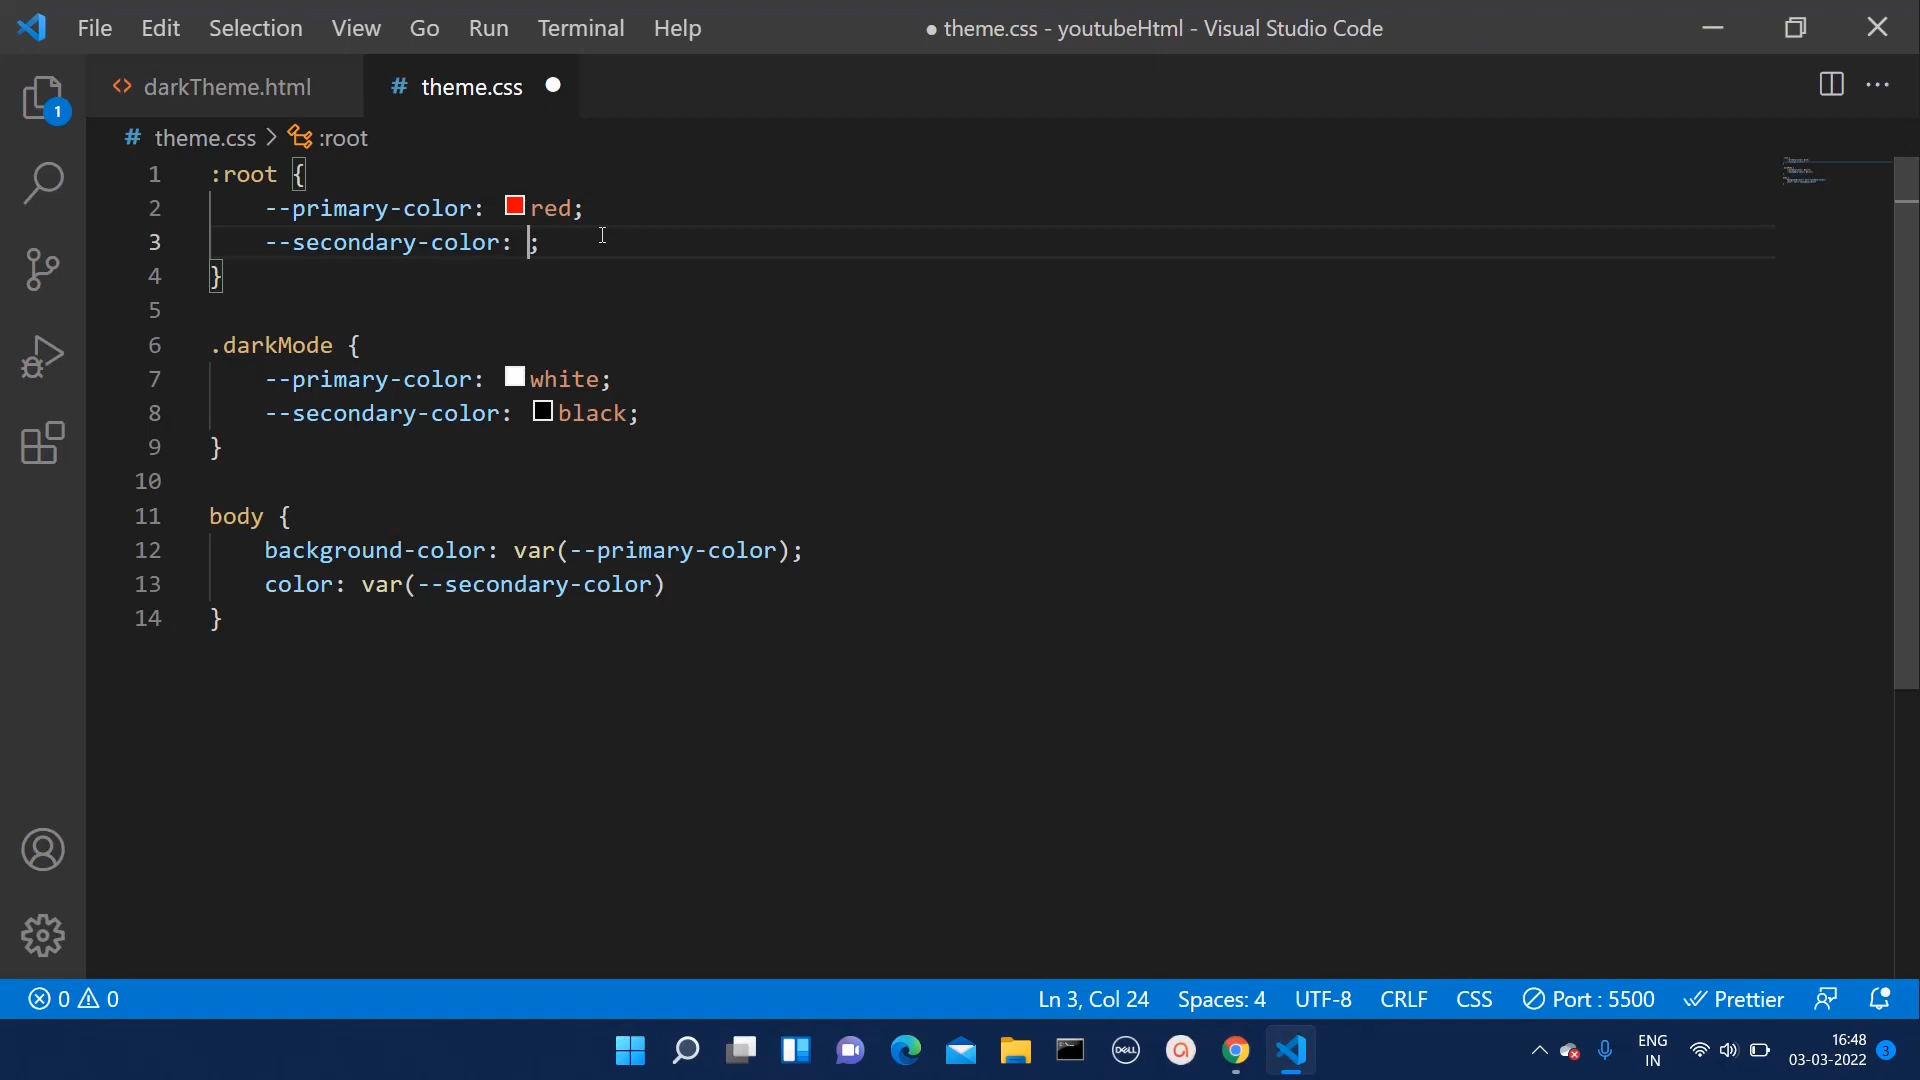 File Edit Selection View Go Run Terminal Help
● theme.css - youtubeHtml - Visual Studio Code
<> darkTheme.html
# theme.css ●
# theme.css > :root
1 :root {
2 --primary-color: red;
3 --secondary-color: ;
4 }
5
6 .darkMode {
7 --primary-color: white;
8 --secondary-color: black;
9 }
10
11 body {
12 background-color: var(--primary-color);
13 color: var(--secondary-color)
14 }
1
0 0
Ln 3, Col 24 Spaces: 4 UTF-8 CRLF CSS Port : 5500 Prettier
DELL
ENG
IN
16:48
03-03-2022
3